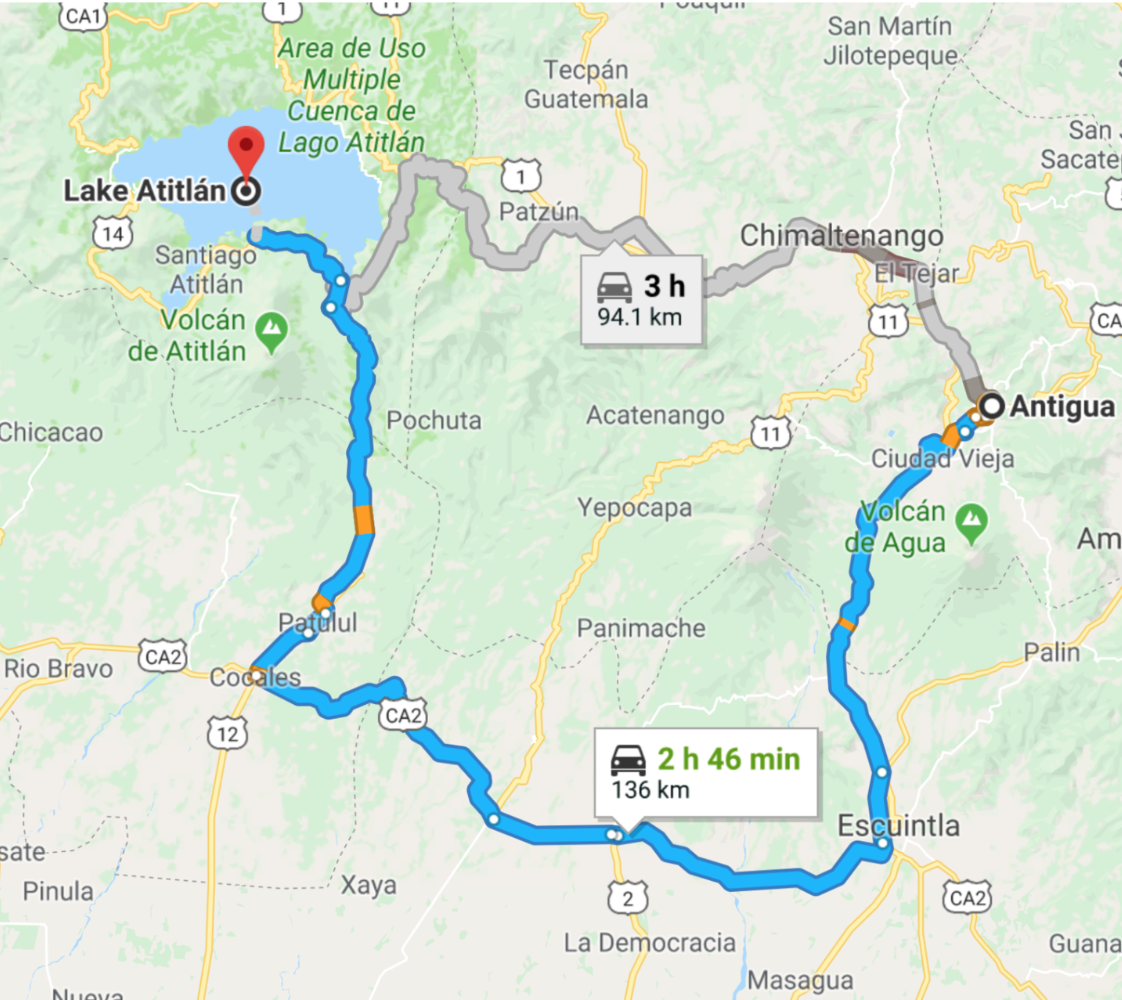 CA1
1
11
Pouaquil
Area de Uso
Multiple
Cuenca de
Lago Atitlán
Tecpán
Guatemala
San Martín
Jilotepeque
San
Lake Atitlán
1
Patzún
14
Santiago
Atitlán
Chimaltenango
El Tejar
3 h
94.1 km
Volcán
de Atitlán
11
CA
Pochuta
Acatenango
Antigua
Chicacao
11
Ciudad Vieja
Yepocapa
Volcán
de Agua
Am
Patulul
Panimache
CA2
Rio Bravo
Cocales
Palin
CA2
12
2 h 46 min
136 km
Escuintla
sate
Pinula
Xaya
2
CA2
La Democracia
Guana
Masagua
Nueva